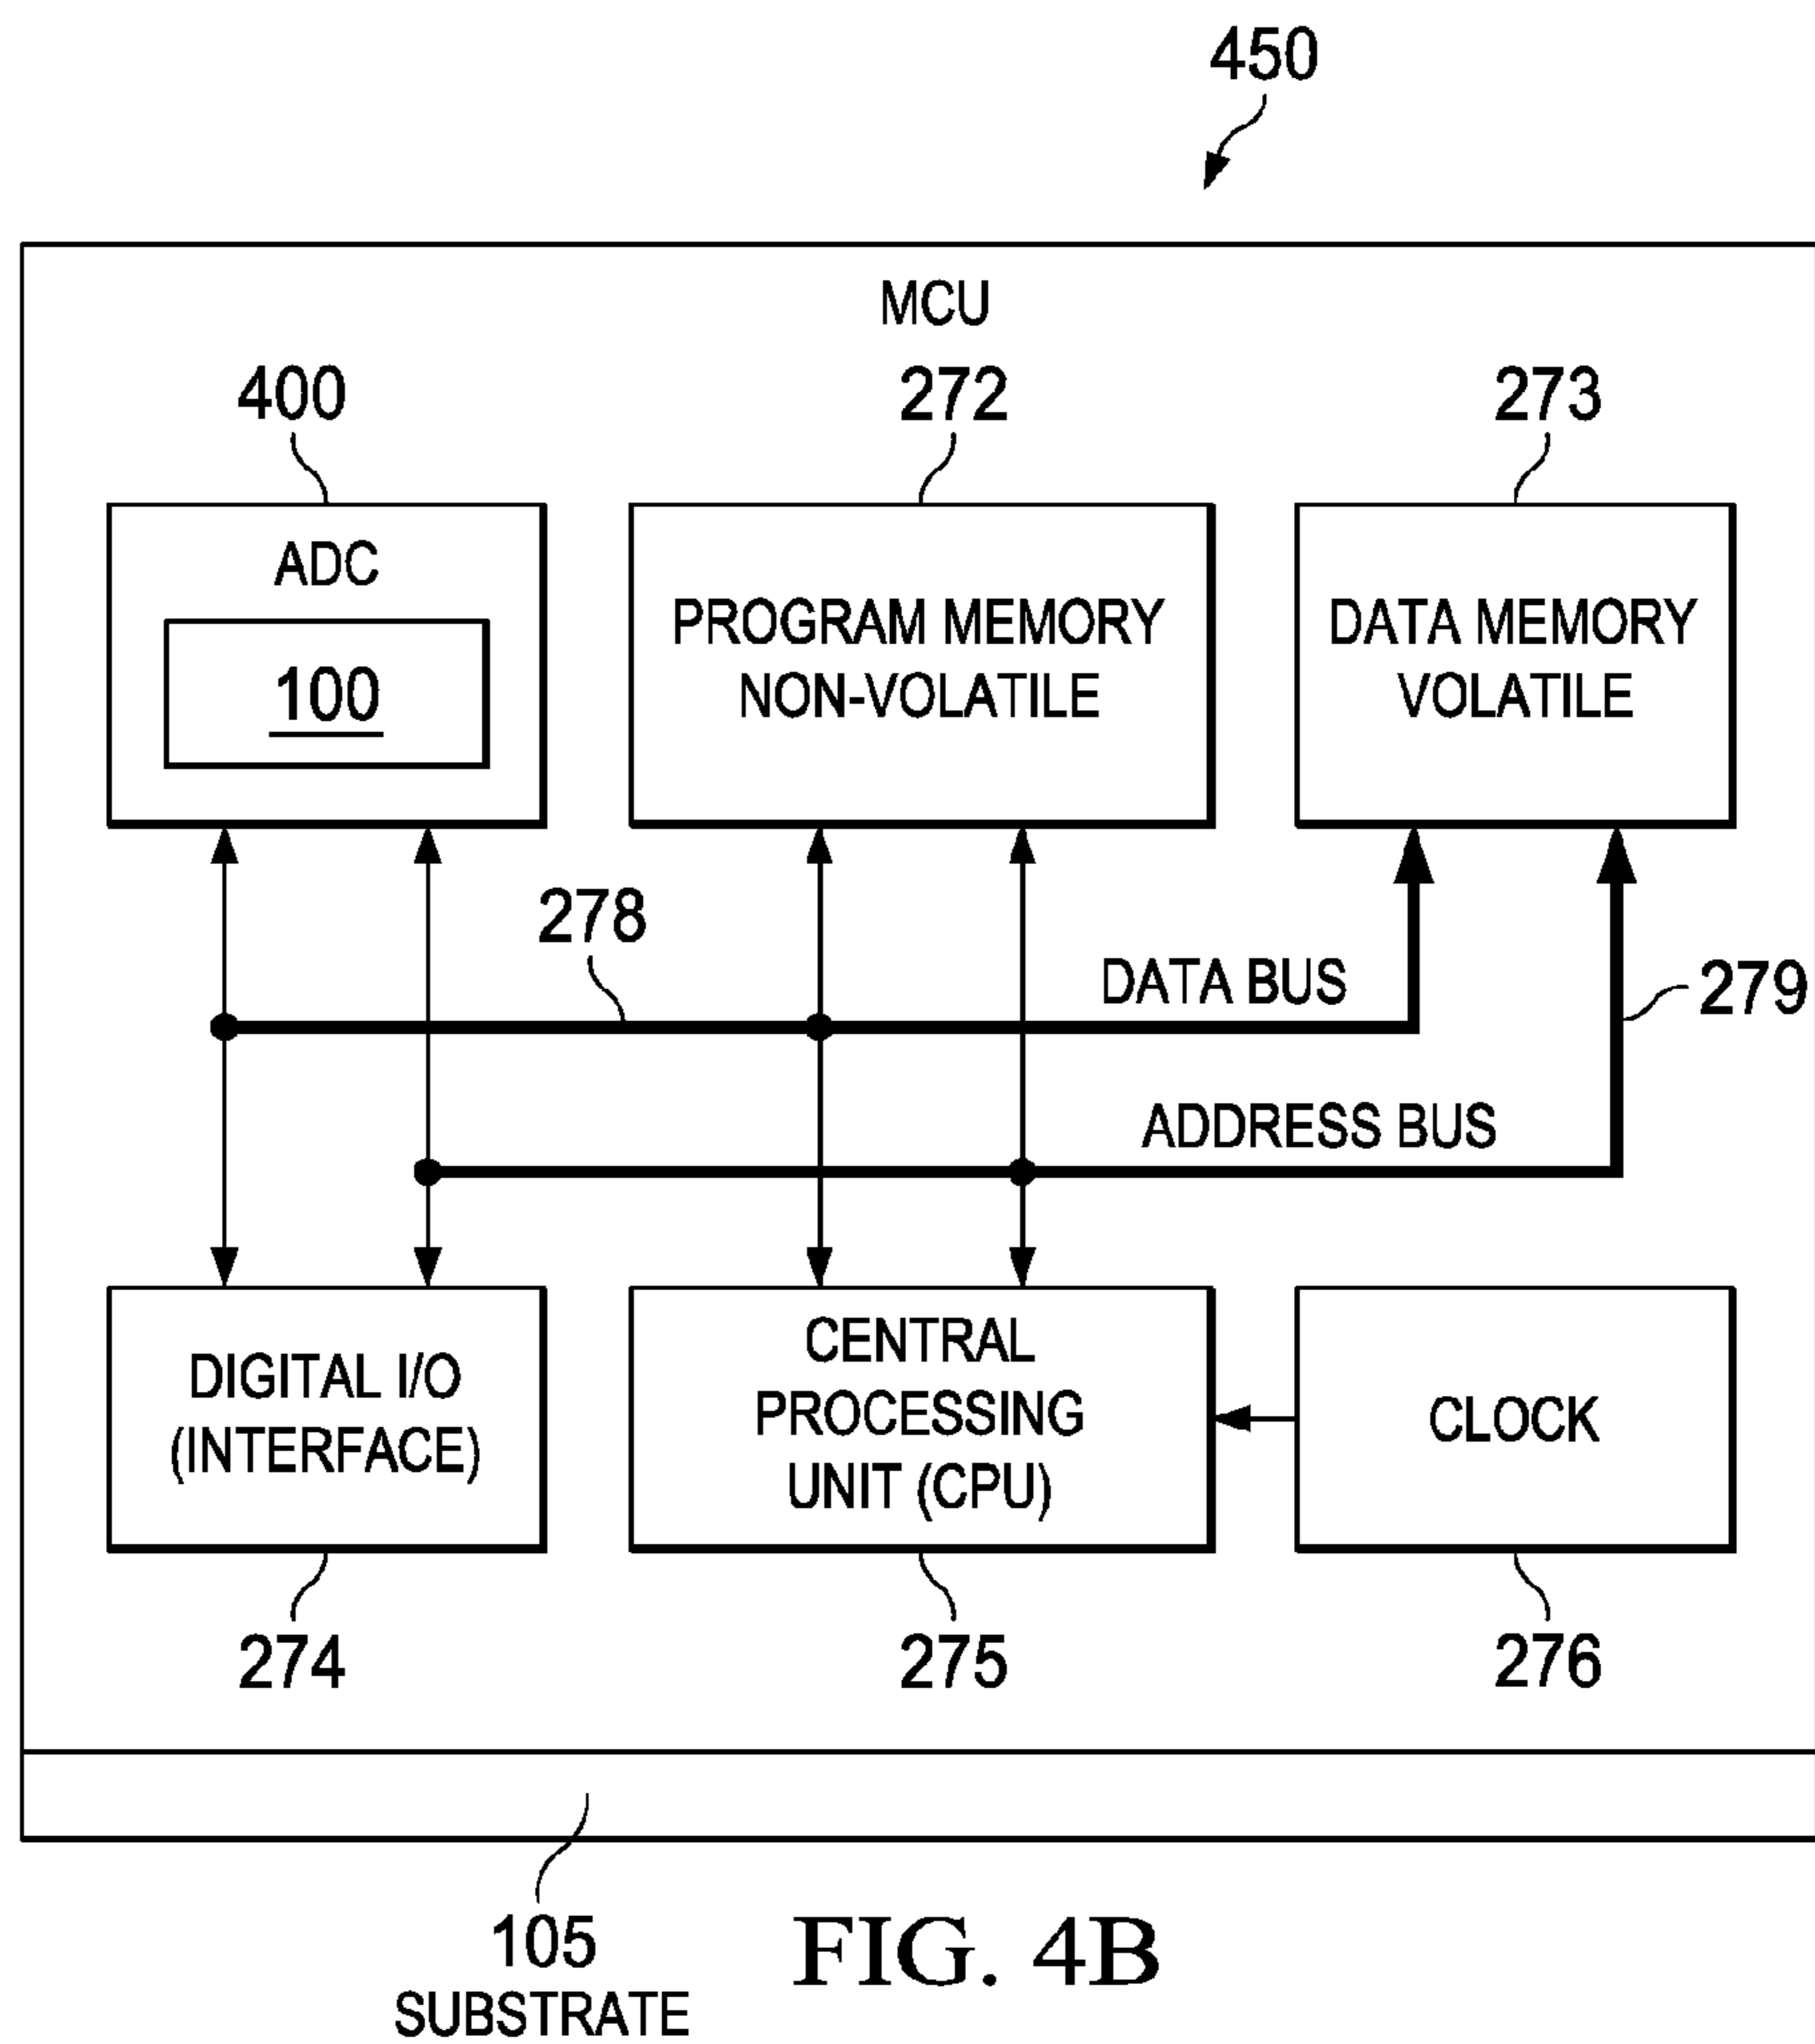 450
MCU
400
272
273
ADC
100
PROGRAM MEMORY
NON-VOLATILE
DATA MEMORY
VOLATILE
278
DATA BUS
279
ADDRESS BUS
DIGITAL I/O
(INTERFACE)
CENTRAL
PROCESSING
UNIT (CPU)
CLOCK
274
275
276
105
SUBSTRATE
FIG. 4B